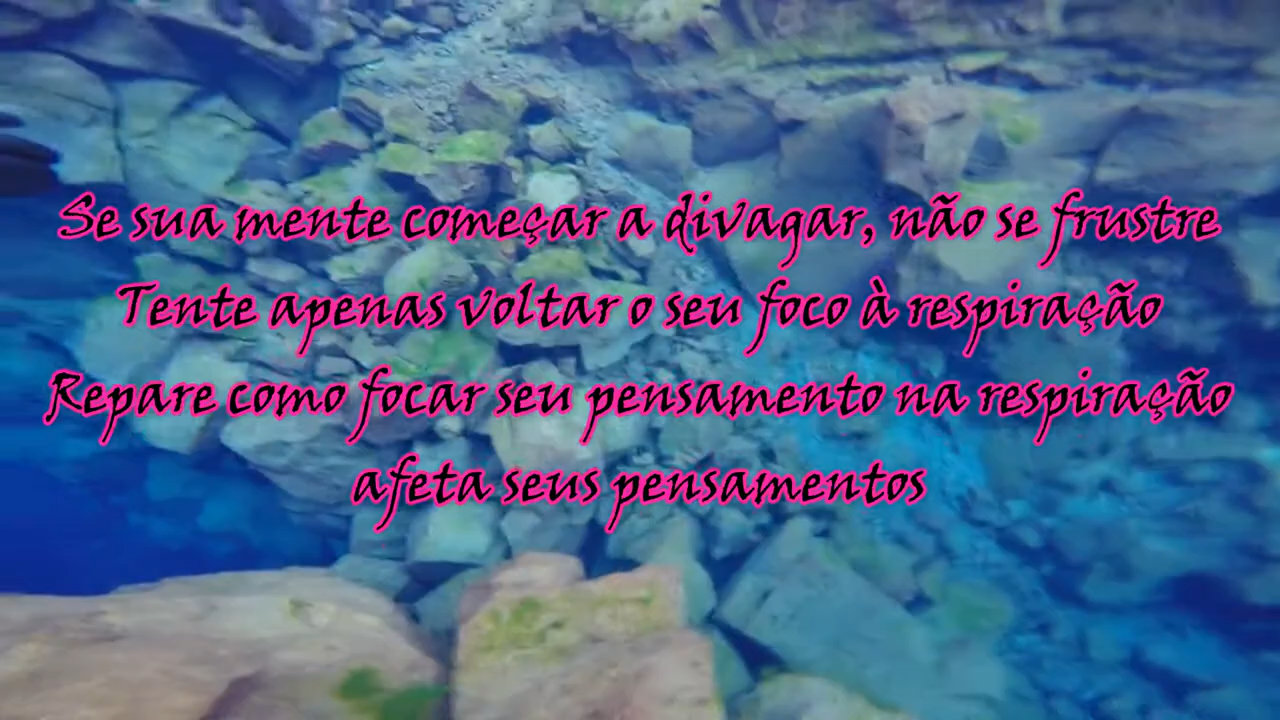 Se sua mente começar a divagar, não se frustre
Tente apenas voltar o seu foco à respiração
Repare como focar seu pensamento na respiração
afeta seus pensamentos